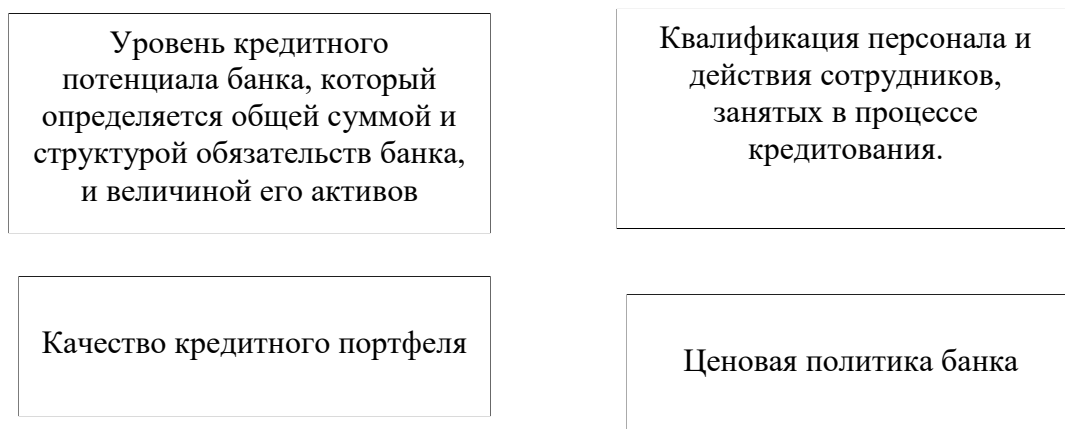 Уровень кредитного
потенциала банка, который
определяется общей суммой и
структурой обязательств банка,
и величиной его активов
Квалификация персонала и
действия сотрудников,
занятых в процессе
кредитования.
Качество кредитного портфеля
Ценовая политика банка